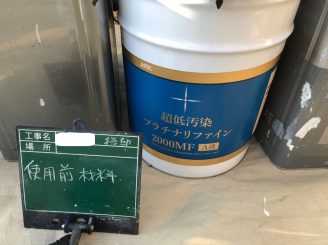 超低汚染
プラチナリファイン
2000MF
工事名
場所
使用前 材料